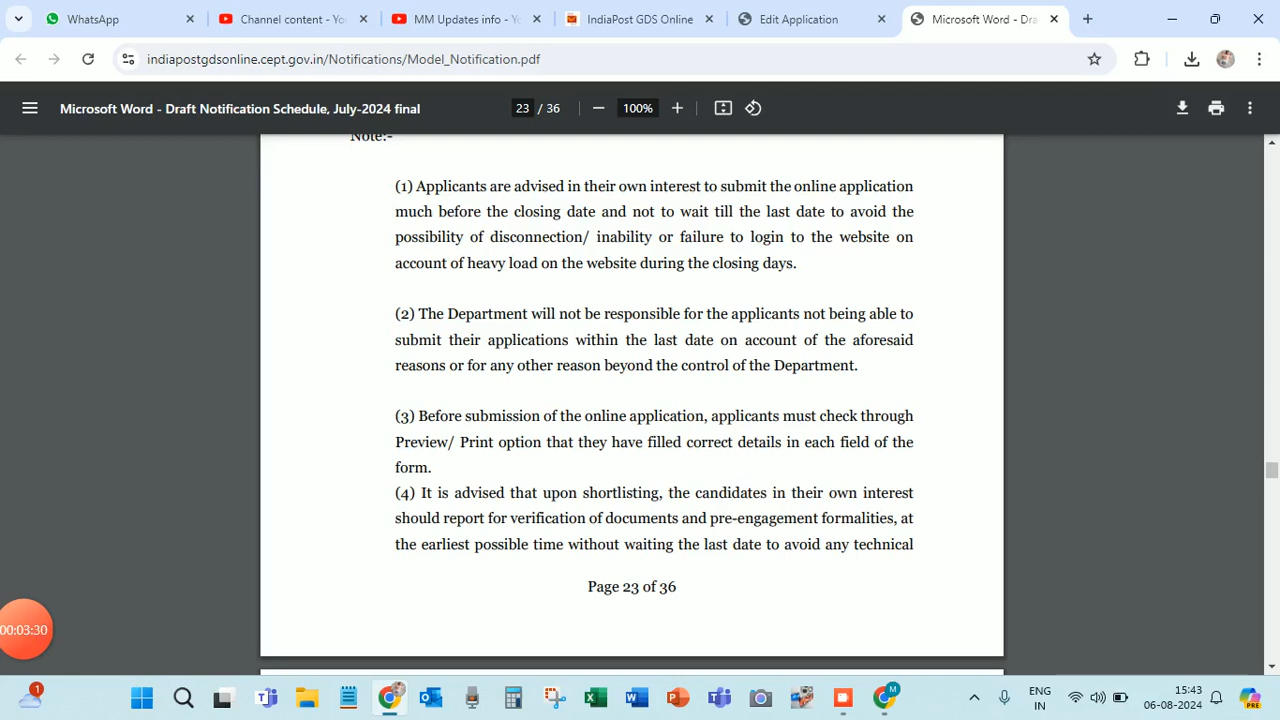 WhatsApp
Channel content - Yo
MM Updates info - Yo
IndiaPost GDS Online
Edit Application
Microsoft Word - Dra
indiapostgdsonline.cept.gov.in/Notifications/Model_Notification.pdf
Microsoft Word - Draft Notification Schedule, July-2024 final
23 / 36
100%
Note:-
(1) Applicants are advised in their own interest to submit the online application
much before the closing date and not to wait till the last date to avoid the
possibility of disconnection/ inability or failure to login to the website on
account of heavy load on the website during the closing days.
(2) The Department will not be responsible for the applicants not being able to
submit their applications within the last date on account of the aforesaid
reasons or for any other reason beyond the control of the Department.
(3) Before submission of the online application, applicants must check through
Preview/ Print option that they have filled correct details in each field of the
form.
(4) It is advised that upon shortlisting, the candidates in their own interest
should report for verification of documents and pre-engagement formalities, at
the earliest possible time without waiting the last date to avoid any technical
Page 23 of 36
00:03:30
1
M
ENG
IN
15:43
06-08-2024
PRE